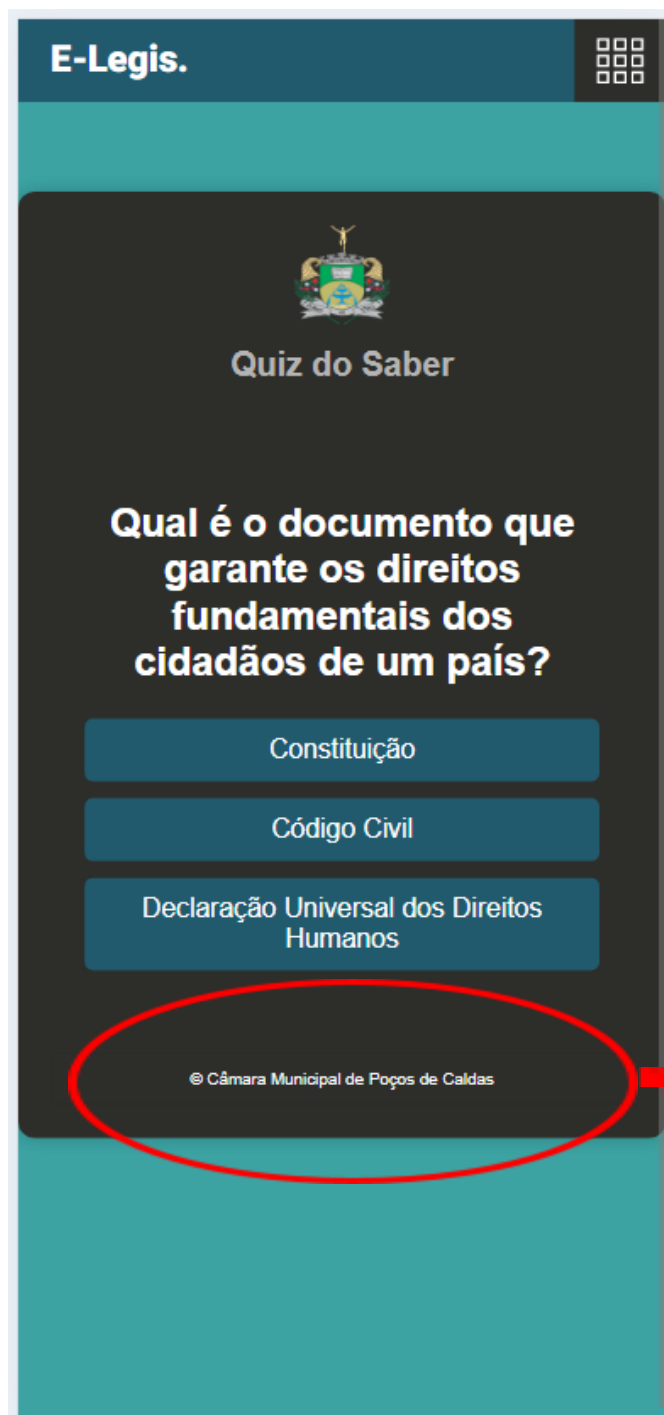 E-Legis.
Quiz do Saber
Qual é o documento que
garante os direitos
fundamentais dos
cidadãos de um país?
Constituição
Código Civil
Declaração Universal dos Direitos
Humanos
© Câmara Municipal de Poços de Caldas